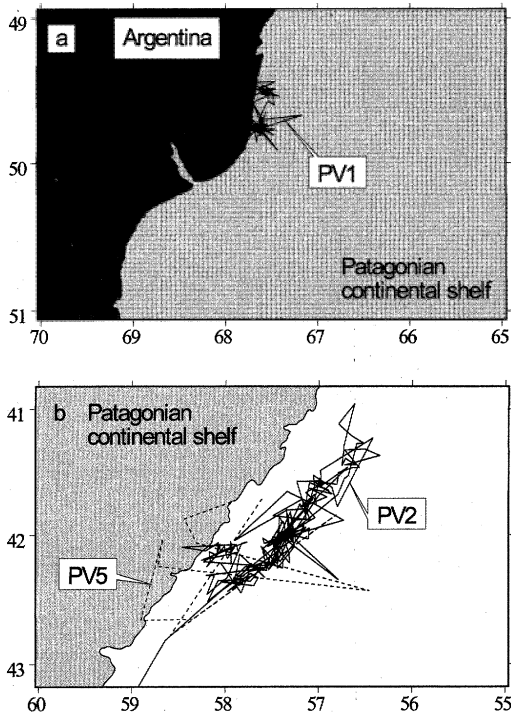 49
a
Argentina
50
PV1
Patagonian
continental shelf
51
70
69
68
67
66
65
41
b
Patagonian
continental shelf
PV2
42
PV5
43
60
59
58
57
56
55